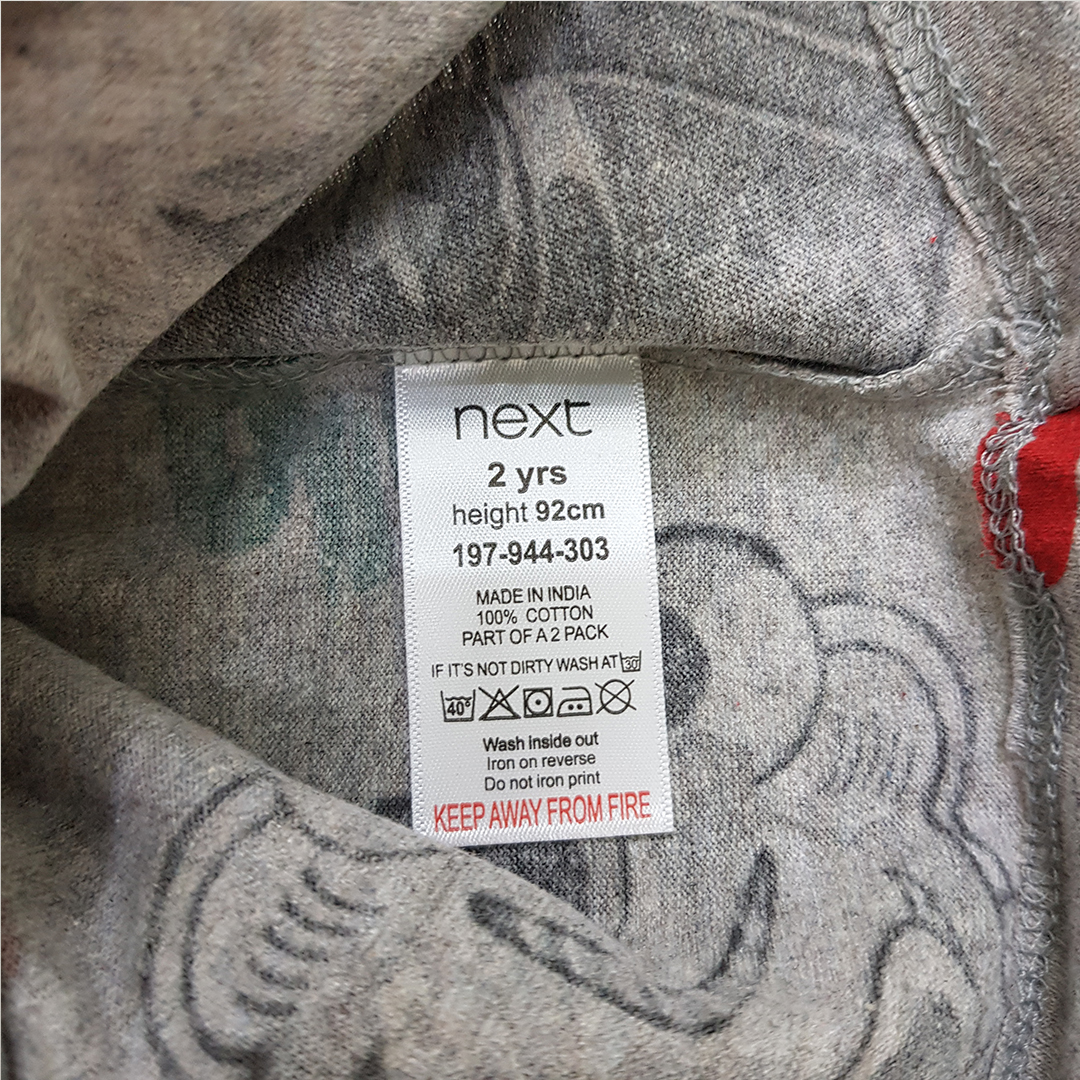 next
2 yrs
height 92cm
197-944-303
MADE IN INDIA
100% COTTON
PART OF A 2 PACK
IF IT'S NOT DIRTY WASH AT 30°
40°
Wash inside out
Iron on reverse
Do not iron print
KEEP AWAY FROM FIRE